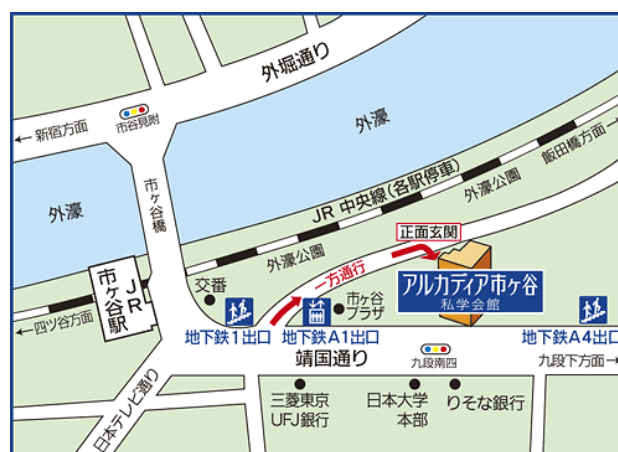 外堀通り
←新宿方面
市谷見附
外濠
飯田橋方面→
外濠
市ヶ谷橋
JR 中央線(各駅停車)
外濠公園
外濠公園
正面玄関
一方通行
アルカディア市ヶ谷
私学会館
JR
市ヶ谷駅
交番
市ヶ谷
プラザ
←四ツ谷方面
地下鉄1出口
地下鉄A1出口
地下鉄A4出口
靖国通り
九段南四
九段下方面→
日本テレビ通り
三菱東京
UFJ銀行
日本大学
本部
りそな銀行